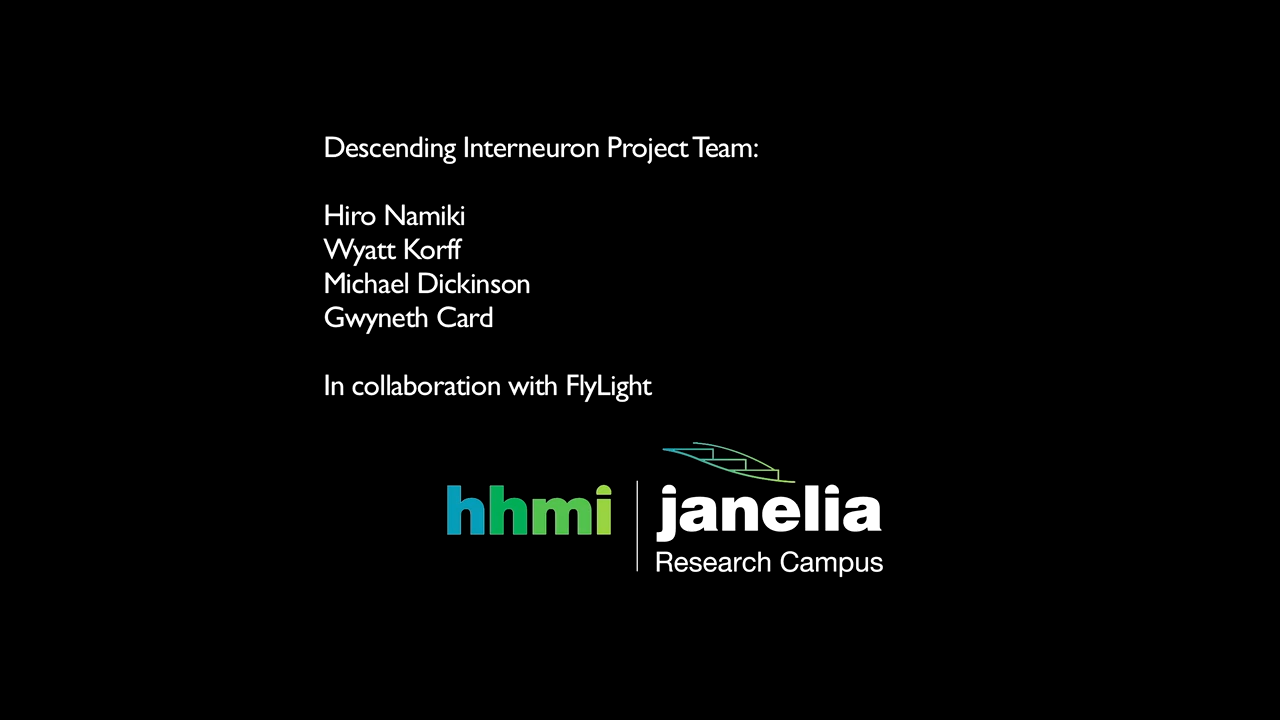 Descending Interneuron Project Team:
Hiro Namiki
Wyatt Korff
Michael Dickinson
Gwyneth Card
In collaboration with FlyLight
hhmi janelia
Research Campus